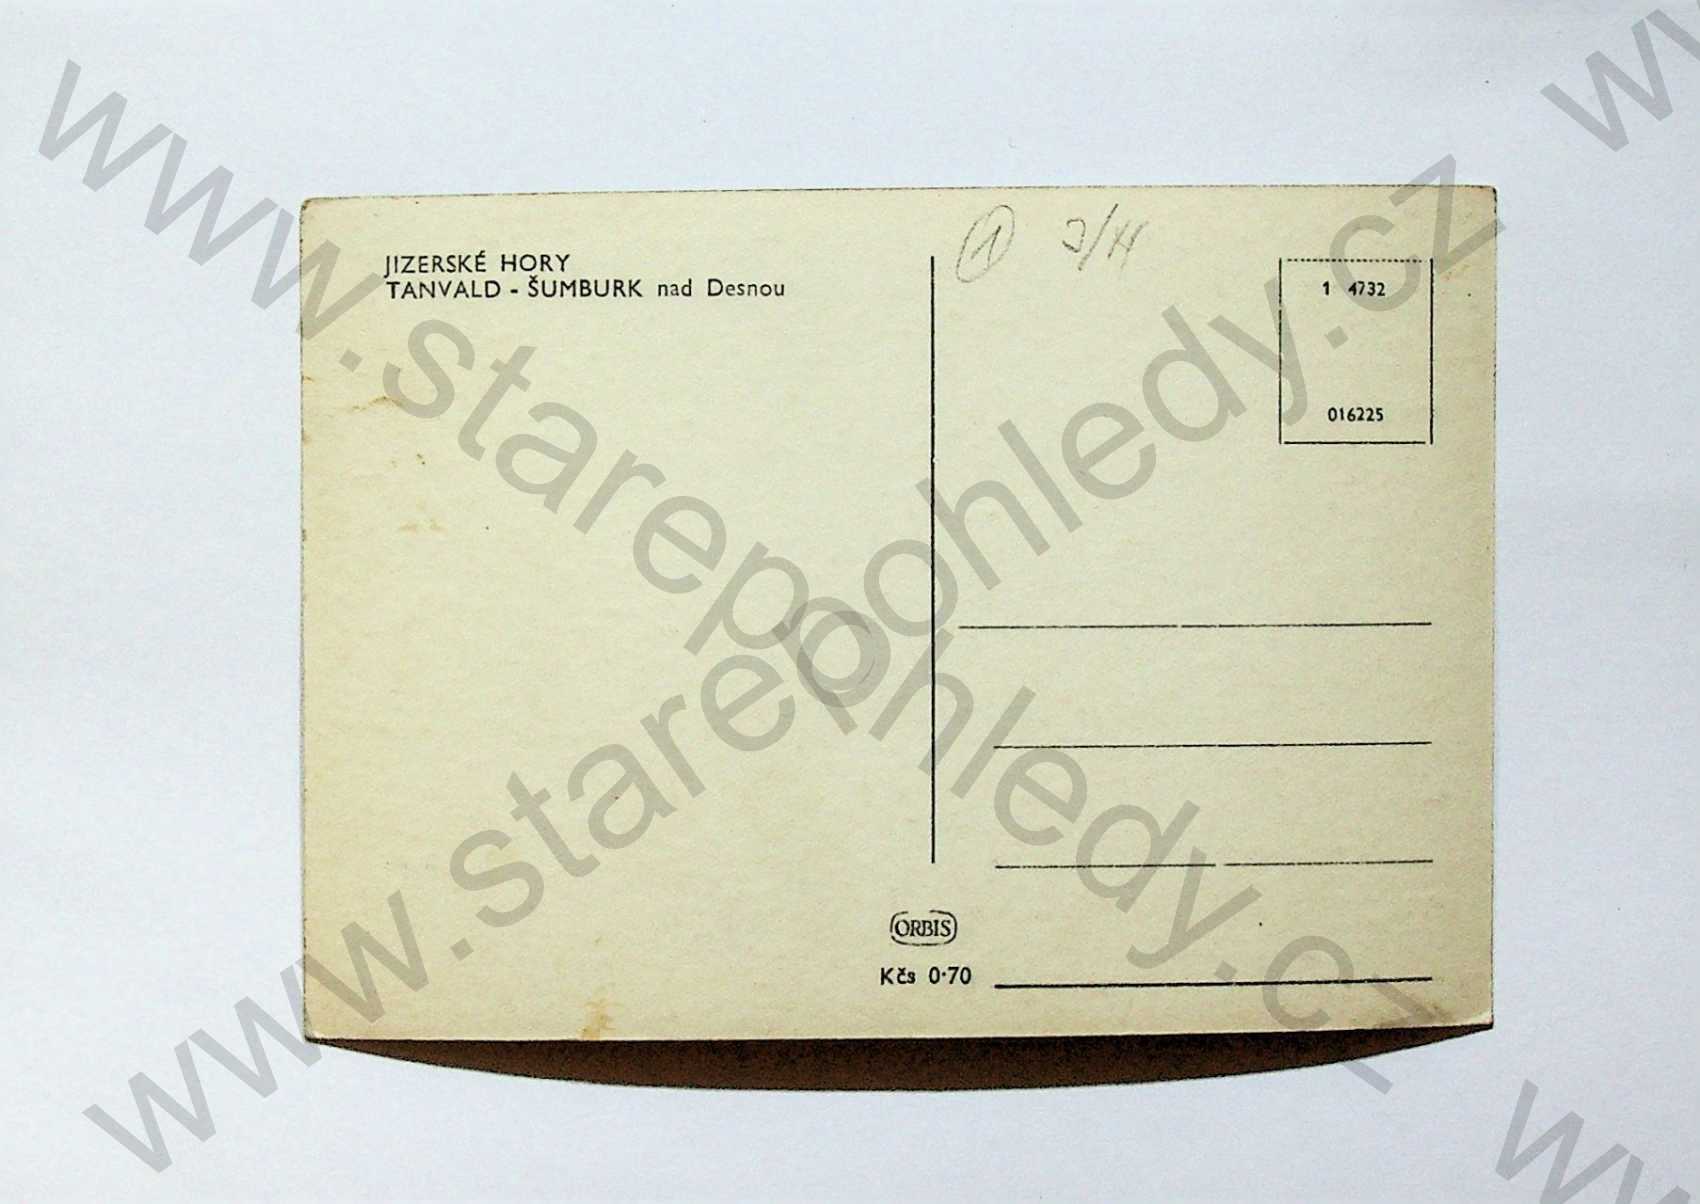 JIZERSKÉ HORY
TANVALD - ŠUMBURK nad Desnou
1
1 4732
016225
ORBIS
Kčs 0·70
www.starepohledy.cz
www.starepohledy.cz